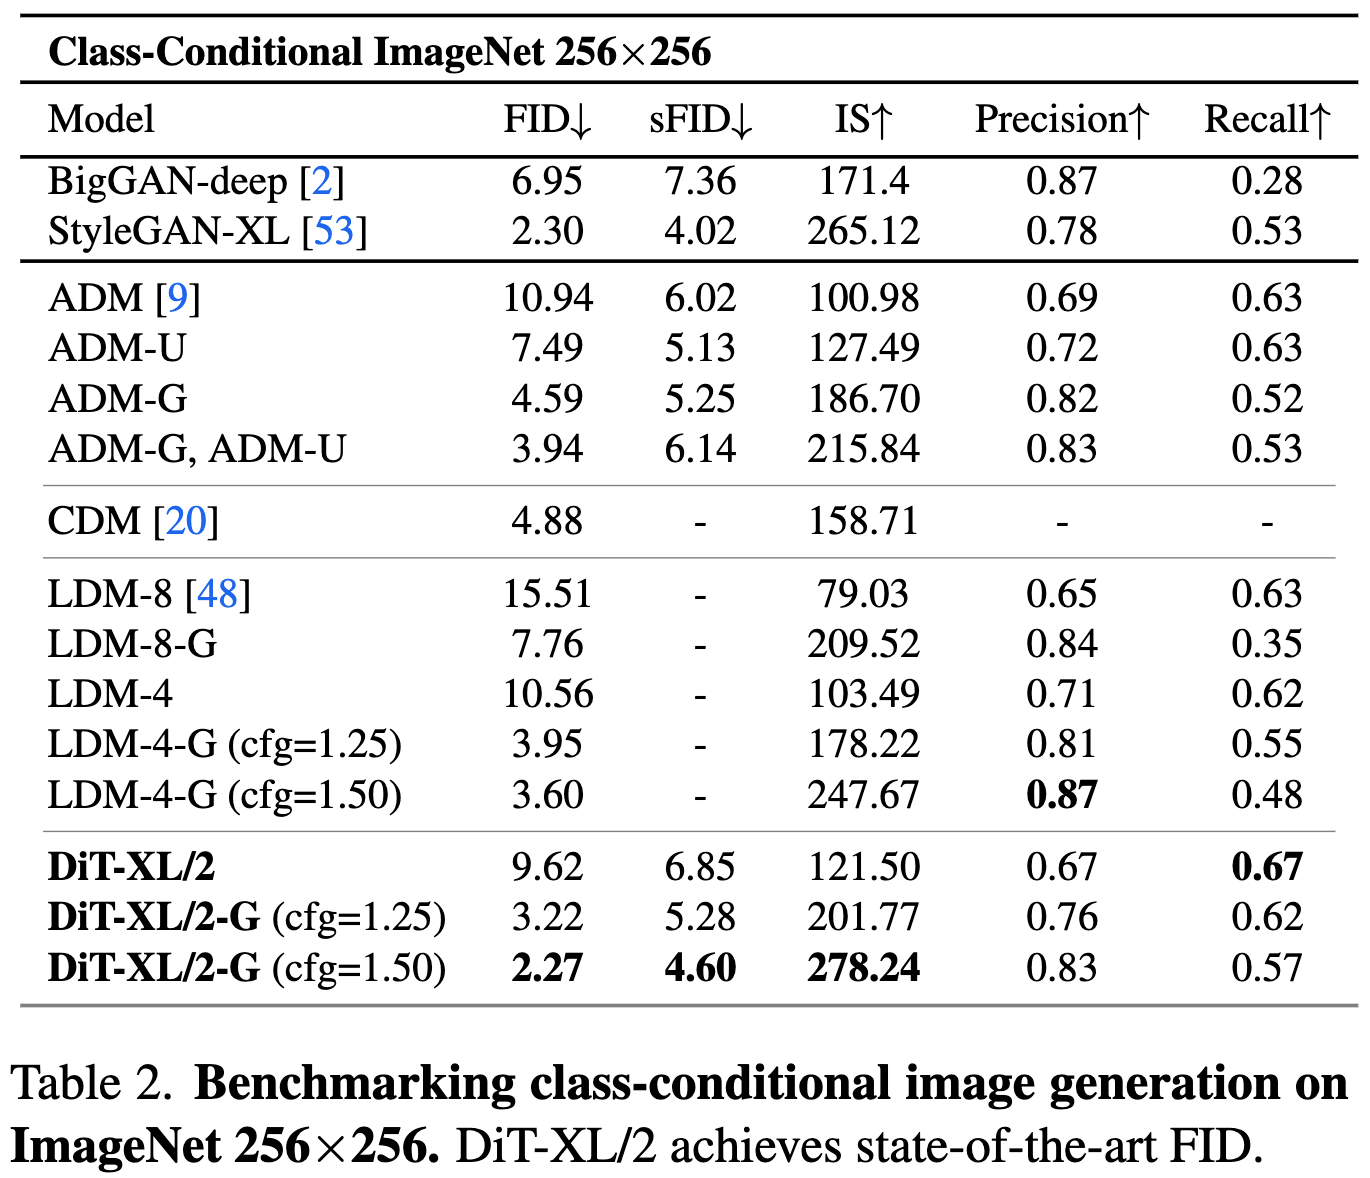 Class-Conditional ImageNet 256×256
Model FID↓ sFID↓ IS↑ Precision↑ Recall↑
BigGAN-deep [2] 6.95 7.36 171.4 0.87 0.28
StyleGAN-XL [53] 2.30 4.02 265.12 0.78 0.53
ADM [9] 10.94 6.02 100.98 0.69 0.63
ADM-U 7.49 5.13 127.49 0.72 0.63
ADM-G 4.59 5.25 186.70 0.82 0.52
ADM-G, ADM-U 3.94 6.14 215.84 0.83 0.53
CDM [20] 4.88 - 158.71 - -
LDM-8 [48] 15.51 - 79.03 0.65 0.63
LDM-8-G 7.76 - 209.52 0.84 0.35
LDM-4 10.56 - 103.49 0.71 0.62
LDM-4-G (cfg=1.25) 3.95 - 178.22 0.81 0.55
LDM-4-G (cfg=1.50) 3.60 - 247.67 0.87 0.48
DiT-XL/2 9.62 6.85 121.50 0.67 0.67
DiT-XL/2-G (cfg=1.25) 3.22 5.28 201.77 0.76 0.62
DiT-XL/2-G (cfg=1.50) 2.27 4.60 278.24 0.83 0.57
Table 2. Benchmarking class-conditional image generation on
ImageNet 256×256. DiT-XL/2 achieves state-of-the-art FID.